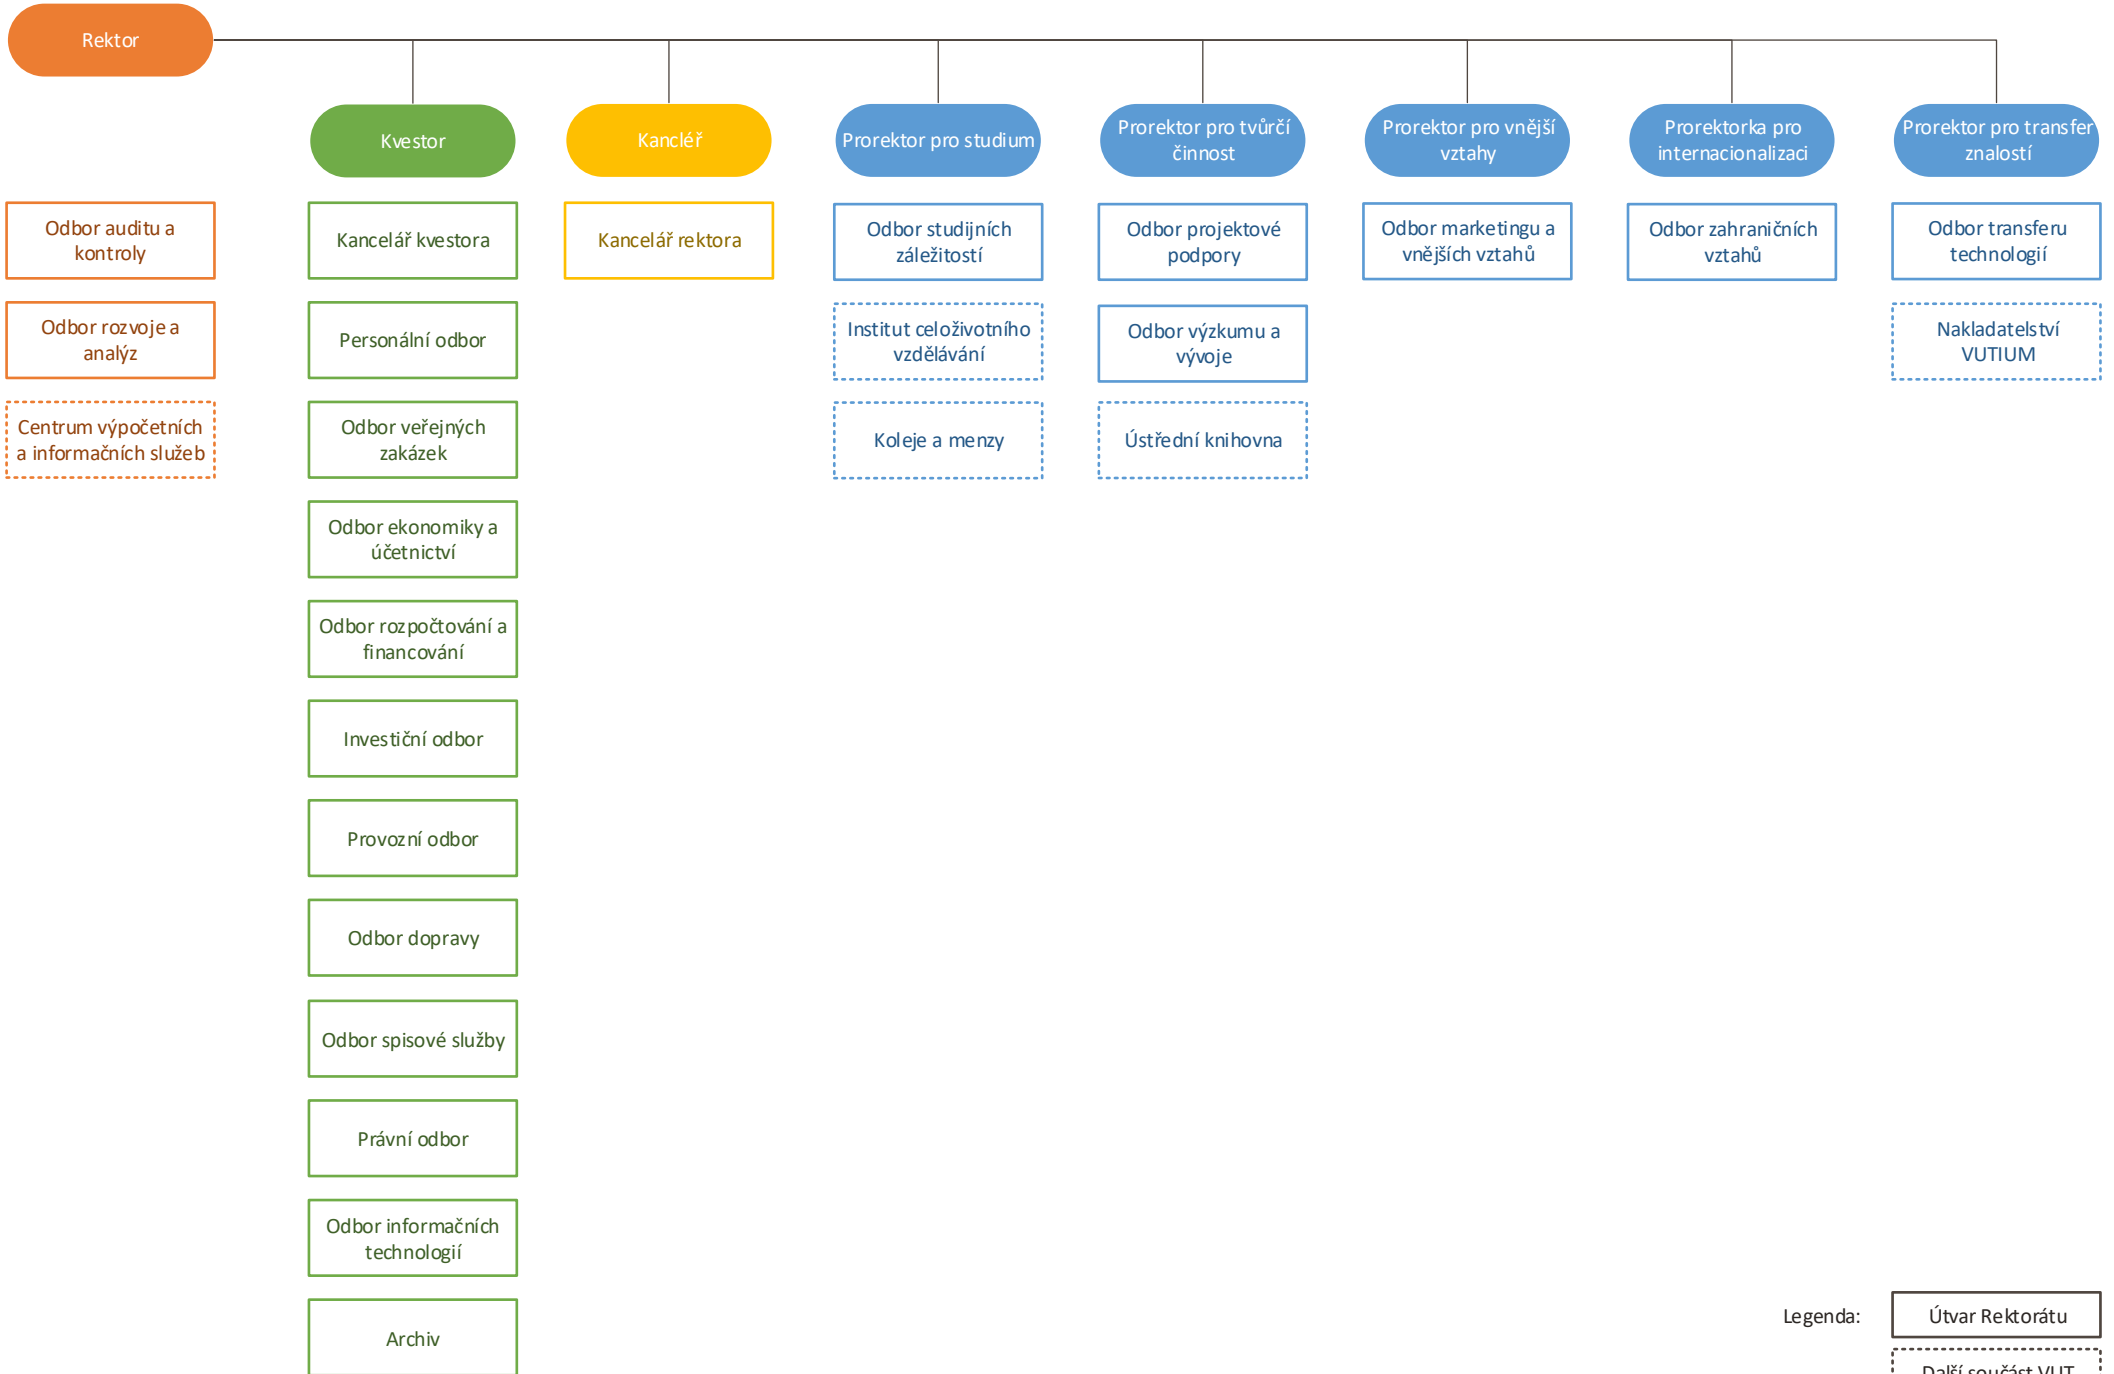 Rektor
Kvestor
Kancléř
Prorektor pro studium
Prorektor pro tvůrčí
činnost
Prorektor pro vnější
vztahy
Prorektorka pro
internacionalizaci
Prorektor pro transfer
znalostí
Odbor auditu a
kontroly
Odbor rozvoje a
analýz
Centrum výpočetních
a informačních služeb
Kancelář kvestora
Personální odbor
Odbor veřejných
zakázek
Odbor ekonomiky a
účetnictví
Odbor rozpočtování a
financování
Investiční odbor
Provozní odbor
Odbor dopravy
Odbor spisové služby
Právní odbor
Odbor informačních
technologií
Archiv
Kancelář rektora
Odbor studijních
záležitostí
Institut celoživotního
vzdělávání
Koleje a menzy
Odbor projektové
podpory
Odbor výzkumu a
vývoje
Ústřední knihovna
Odbor marketingu a
vnějších vztahů
Odbor zahraničních
vztahů
Odbor transferu
technologií
Nakladatelství
VUTIUM
Legenda:
Útvar Rektorátu
Další součást VUT